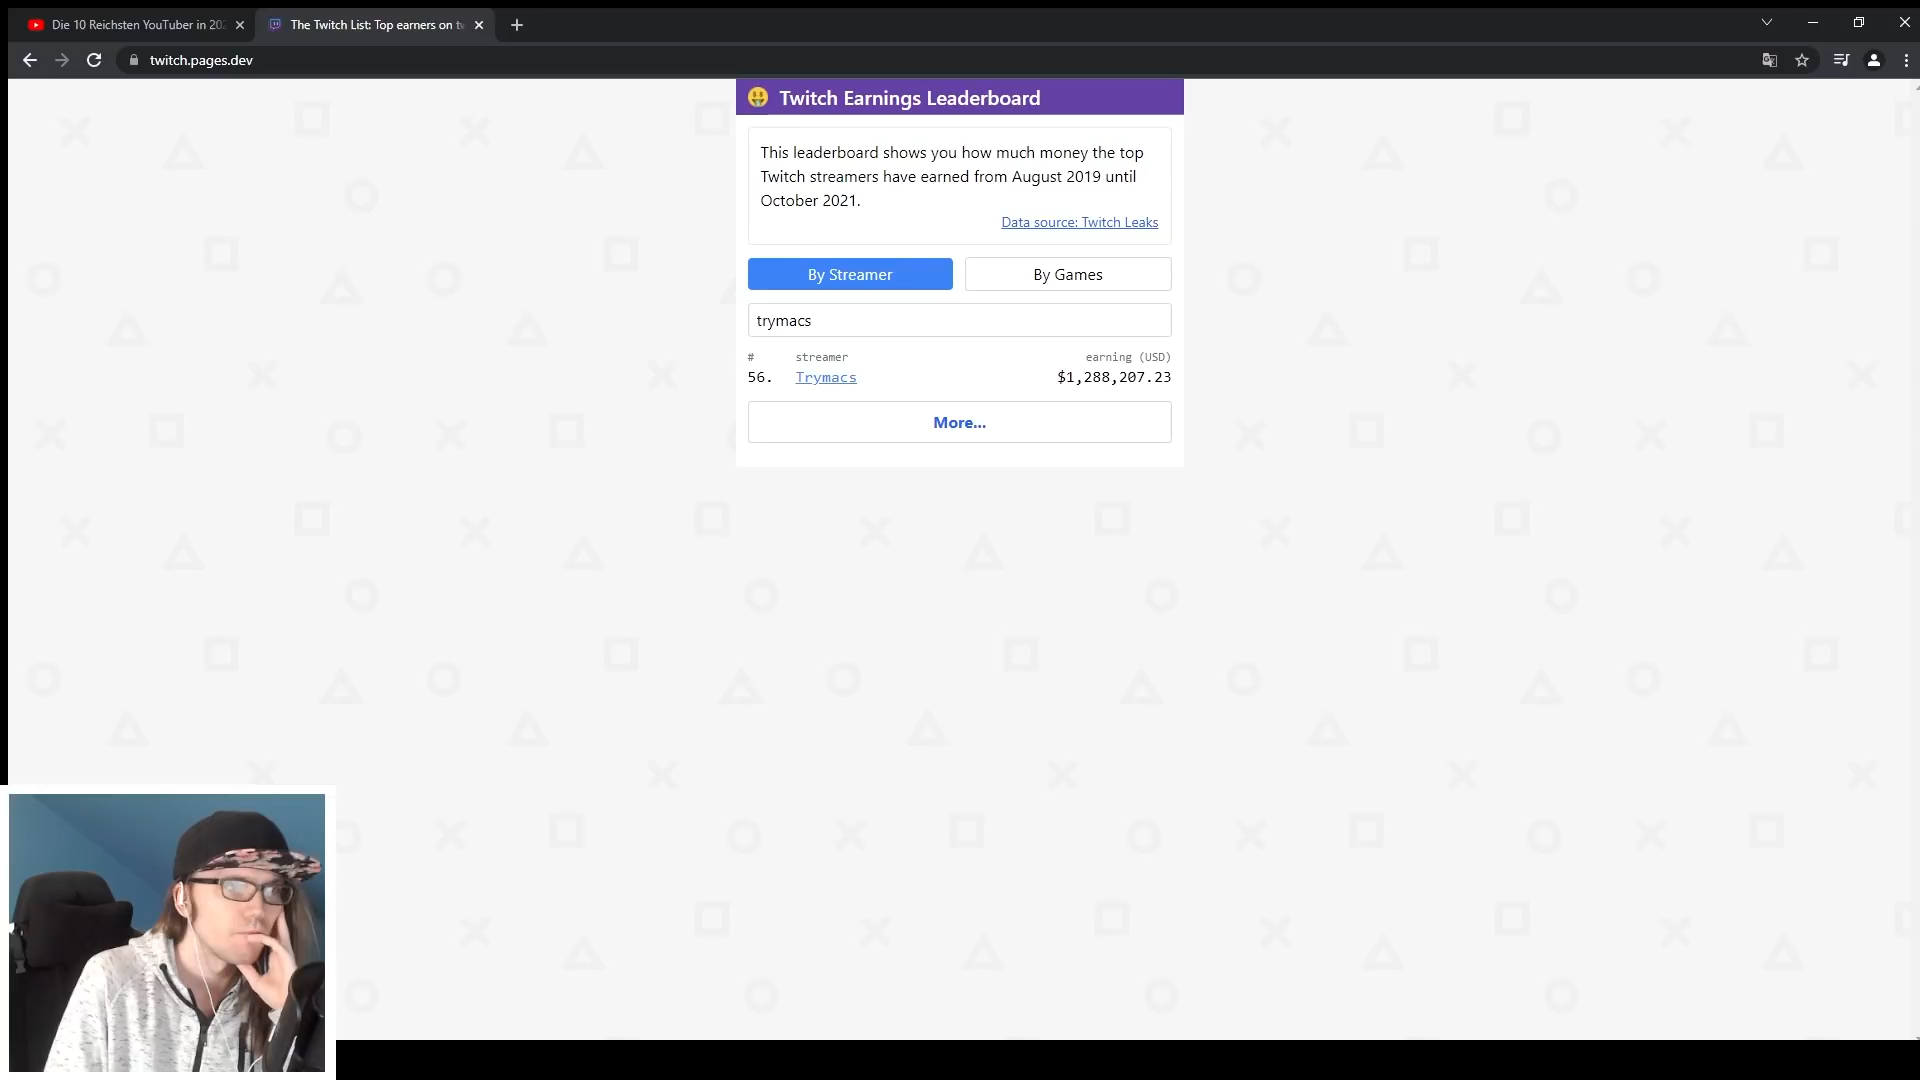 Die 10 Reichsten YouTuber in 202
The Twitch List: Top earners on tw
twitch.pages.dev
Twitch Earnings Leaderboard
This leaderboard shows you how much money the top
Twitch streamers have earned from August 2019 until
October 2021.
Data source: Twitch Leaks
By Streamer By Games
trymacs
# streamer earning (USD)
56. Trymacs $1,288,207.23
More...